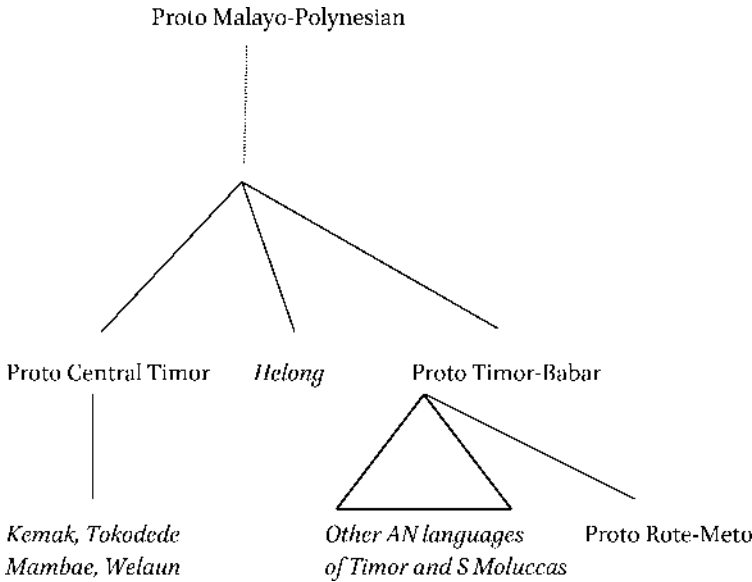 Proto Malayo-Polynesian
Proto Central Timor
Helong
Proto Timor-Babar
Kemak, Tokodede
Mambae, Welaun
Other AN languages
of Timor and S Moluccas
Proto Rote-Meto